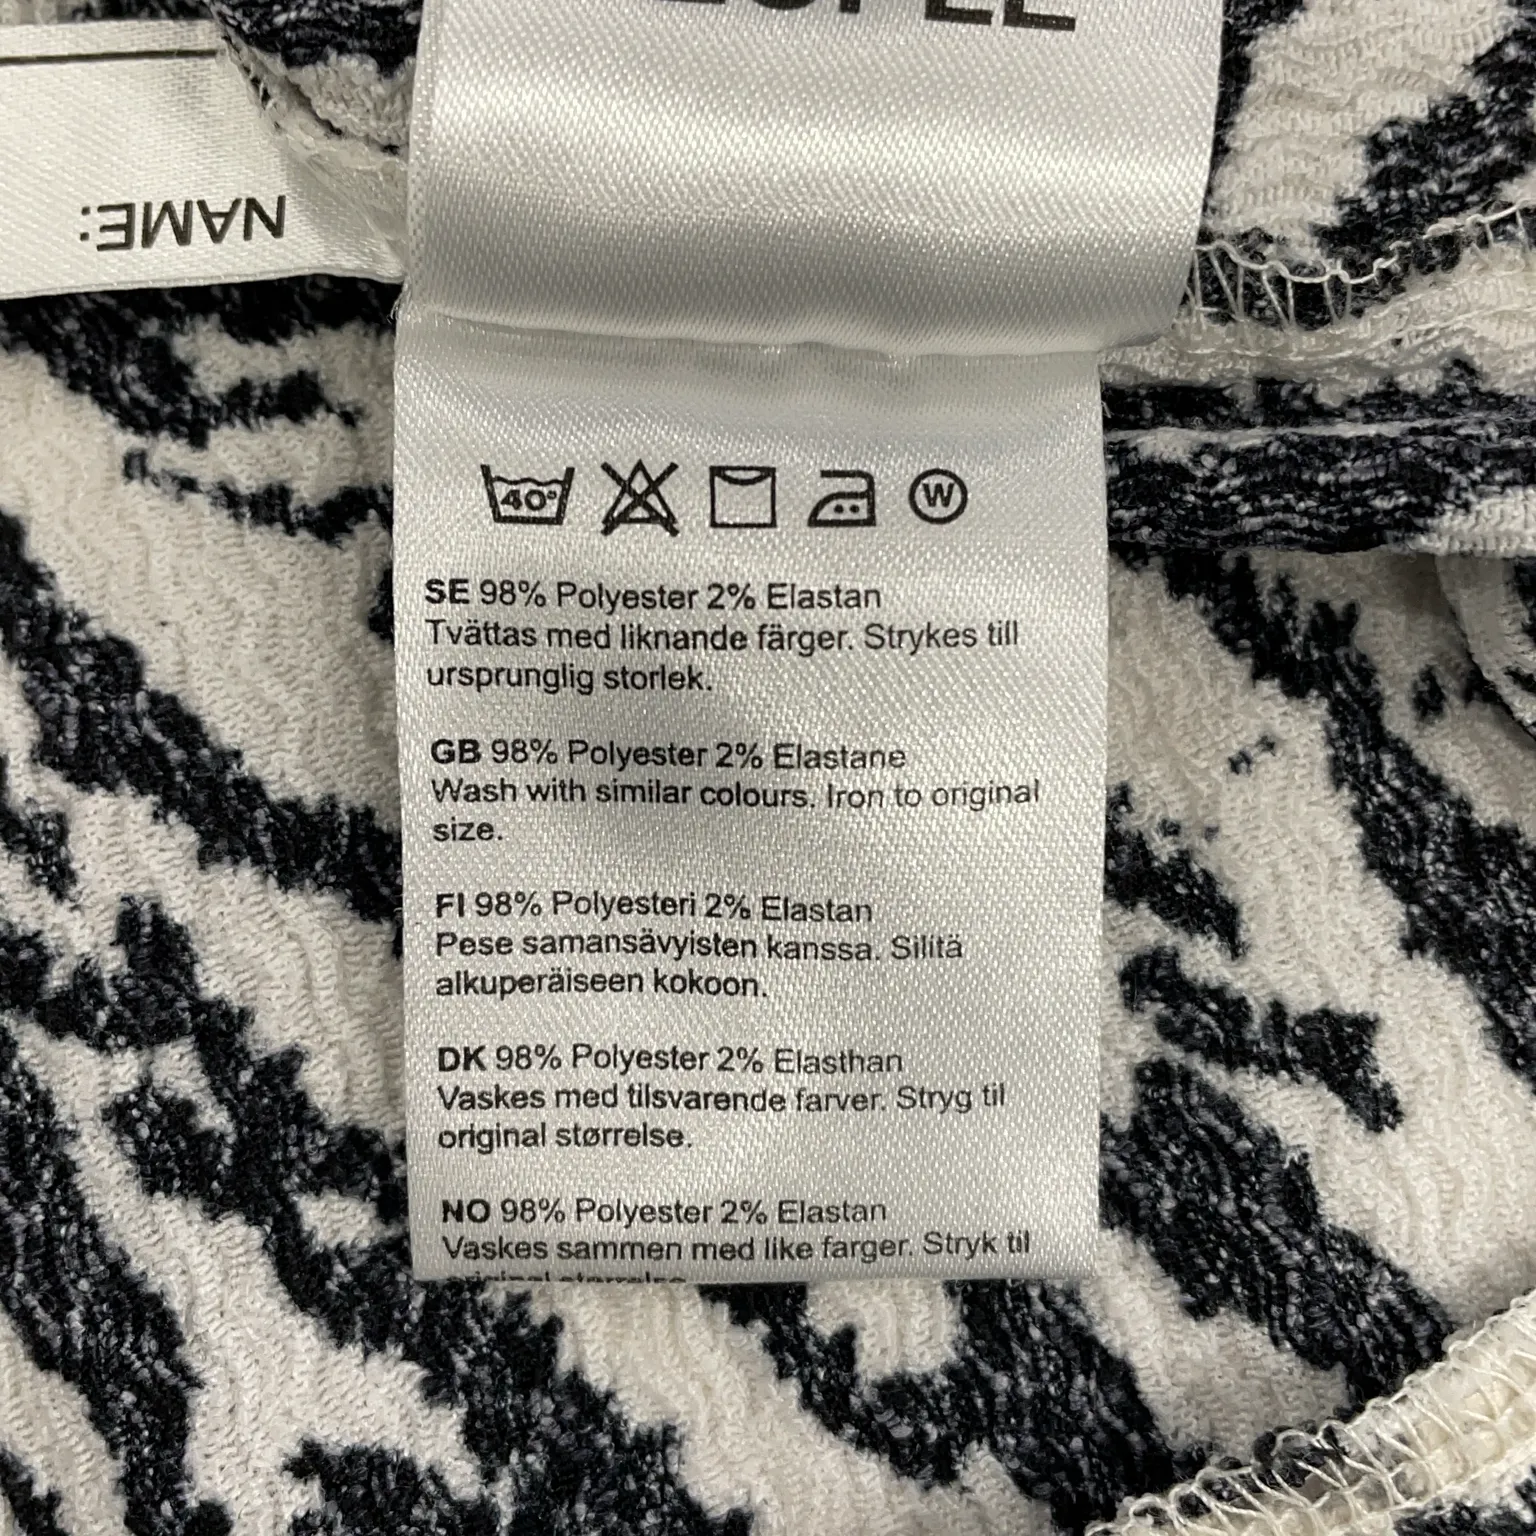 NAME:
40°
W
SE 98% Polyester 2% Elastan
Tvättas med liknande färger. Strykes till
ursprunglig storlek.
GB 98% Polyester 2% Elastane
Wash with similar colours. Iron to original
size.
FI 98% Polyesteri 2% Elastan
Pese samansävyisten kanssa. Silitä
alkuperäiseen kokoon.
DK 98% Polyester 2% Elasthan
Vaskes med tilsvarende farver. Stryg til
original størrelse.
NO 98% Polyester 2% Elastan
Vaskes sammen med like farger. Stryk til